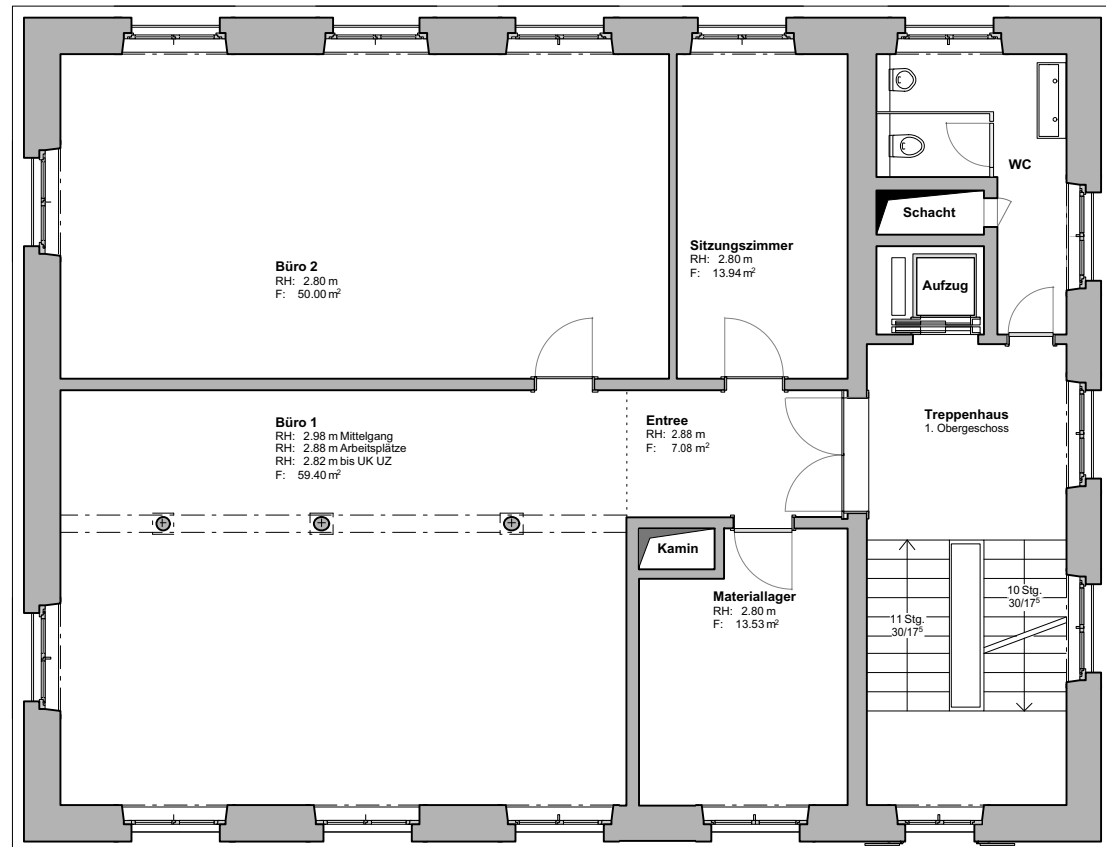 WC
Schacht
Sitzungszimmer
RH: 2.80 m
F: 13.94 m²
Büro 2
RH: 2.80 m
F: 50.00 m²
Aufzug
Büro 1
RH: 2.98 m Mittelgang
RH: 2.88 m Arbeitsplätze
RH: 2.82 m bis UK UZ
F: 59.40 m²
Entree
RH: 2.88 m
F: 7.08 m²
Treppenhaus
1. Obergeschoss
Kamin
Materiallager
RH: 2.80 m
F: 13.53 m²
10 Stg.
30/17⁵
11 Stg.
30/17⁵